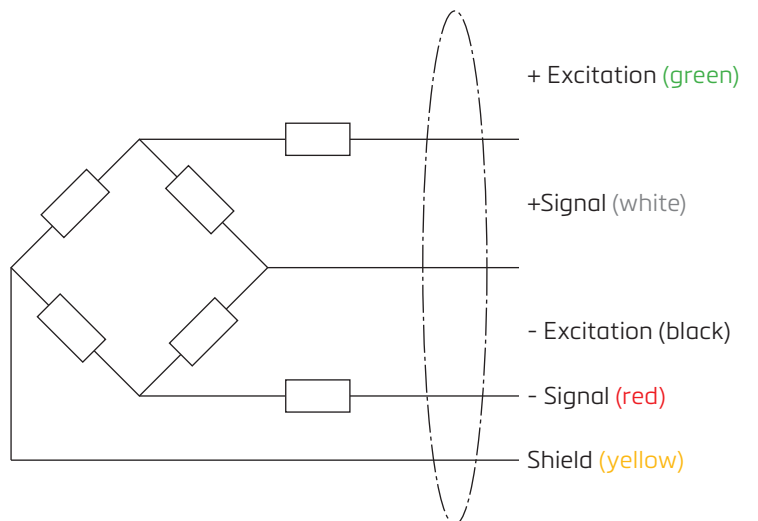 + Excitation (green)
+Signal (white)
- Excitation (black)
- Signal (red)
Shield (yellow)